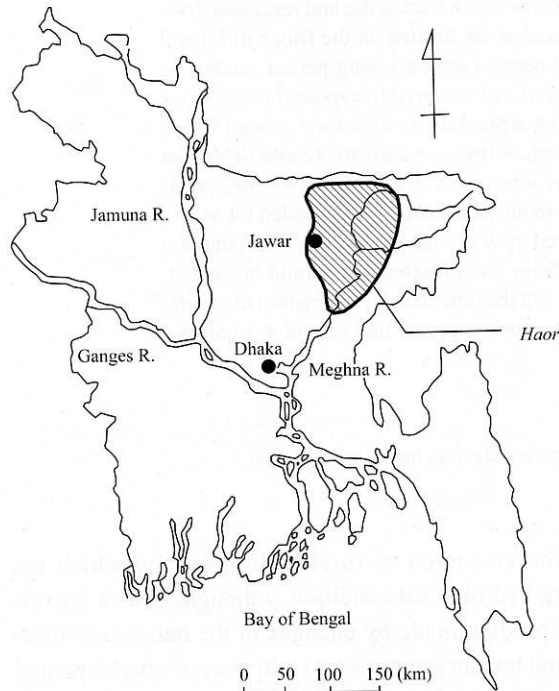 Jamuna R.
Jawar
Haor
Dhaka
Ganges R.
Meghna R.
Bay of Bengal
0 50 100 150 (km)